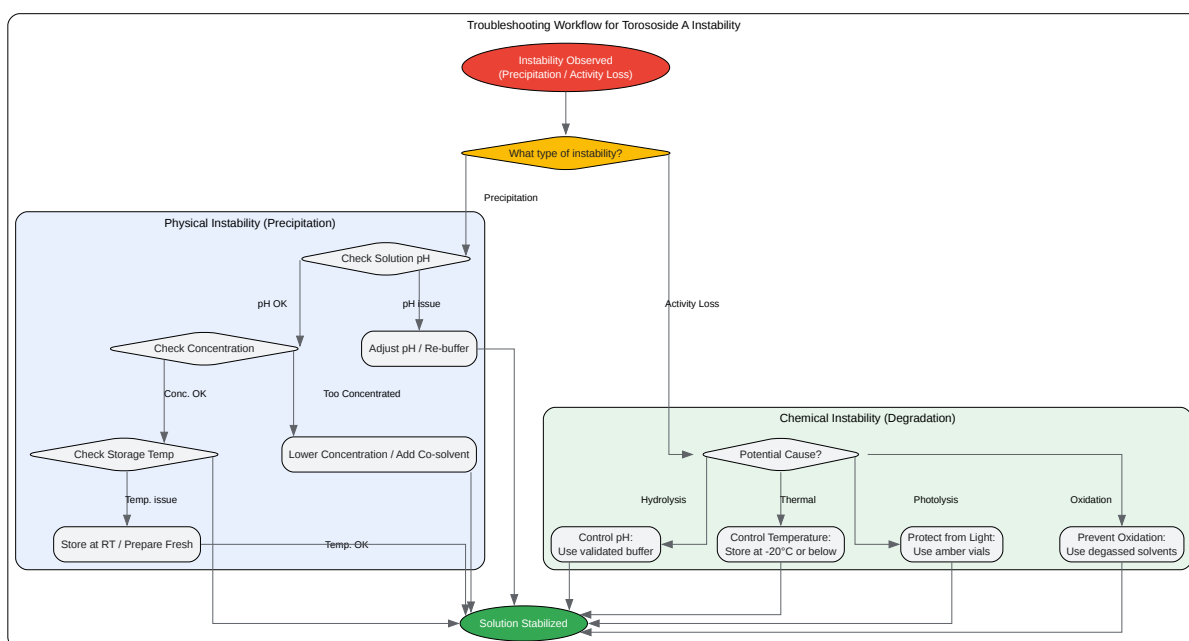 Troubleshooting Workflow for Torososide A Instability
Instability Observed
(Precipitation / Activity Loss)
What type of instability?
Precipitation
Activity Loss
Physical Instability (Precipitation)
Check Solution pH
pH OK
pH issue
Check Concentration
Adjust pH / Re-buffer
Conc. OK
Too Concentrated
Check Storage Temp
Lower Concentration / Add Co-solvent
Temp. issue
Store at RT / Prepare Fresh
Temp. OK
Chemical Instability (Degradation)
Potential Cause?
Hydrolysis
Thermal
Photolysis
Oxidation
Control pH:
Use validated buffer
Control Temperature:
Store at -20°C or below
Protect from Light:
Use amber vials
Prevent Oxidation:
Use degassed solvents
Solution Stabilized